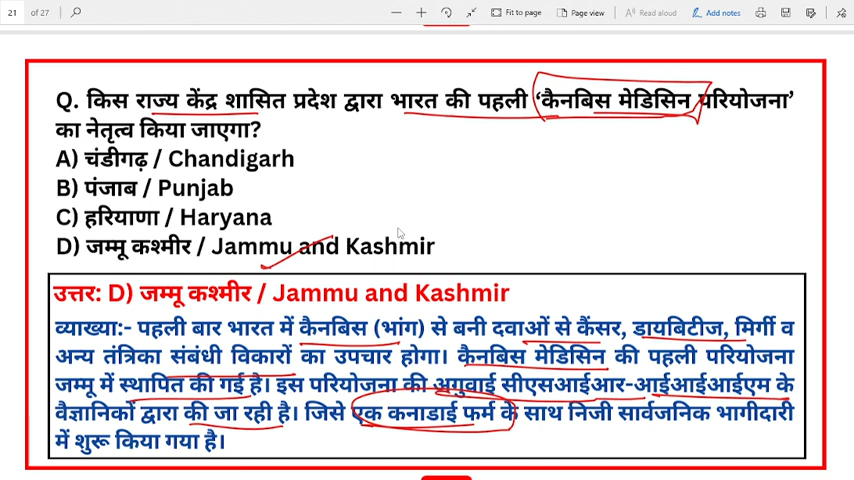 21 of 27 Fit to page Page view Read aloud Add notes
Q. किस राज्य केंद्र शासित प्रदेश द्वारा भारत की पहली ‘कैनबिस मेडिसिन परियोजना’
का नेतृत्व किया जाएगा?
A) चंडीगढ़ / Chandigarh
B) पंजाब / Punjab
C) हरियाणा / Haryana
D) जम्मू कश्मीर / Jammu and Kashmir
उत्तर: D) जम्मू कश्मीर / Jammu and Kashmir
व्याख्या:- पहली बार भारत में कैनबिस (भांग) से बनी दवाओं से कैंसर, डायबिटीज, मिर्गी व
अन्य तंत्रिका संबंधी विकारों का उपचार होगा। कैनबिस मेडिसिन की पहली परियोजना
जम्मू में स्थापित की गई है। इस परियोजना की अगुवाई सीएसआईआर-आईआईआईएम के
वैज्ञानिकों द्वारा की जा रही है। जिसे एक कनाडाई फर्म के साथ निजी सार्वजनिक भागीदारी
में शुरू किया गया है।